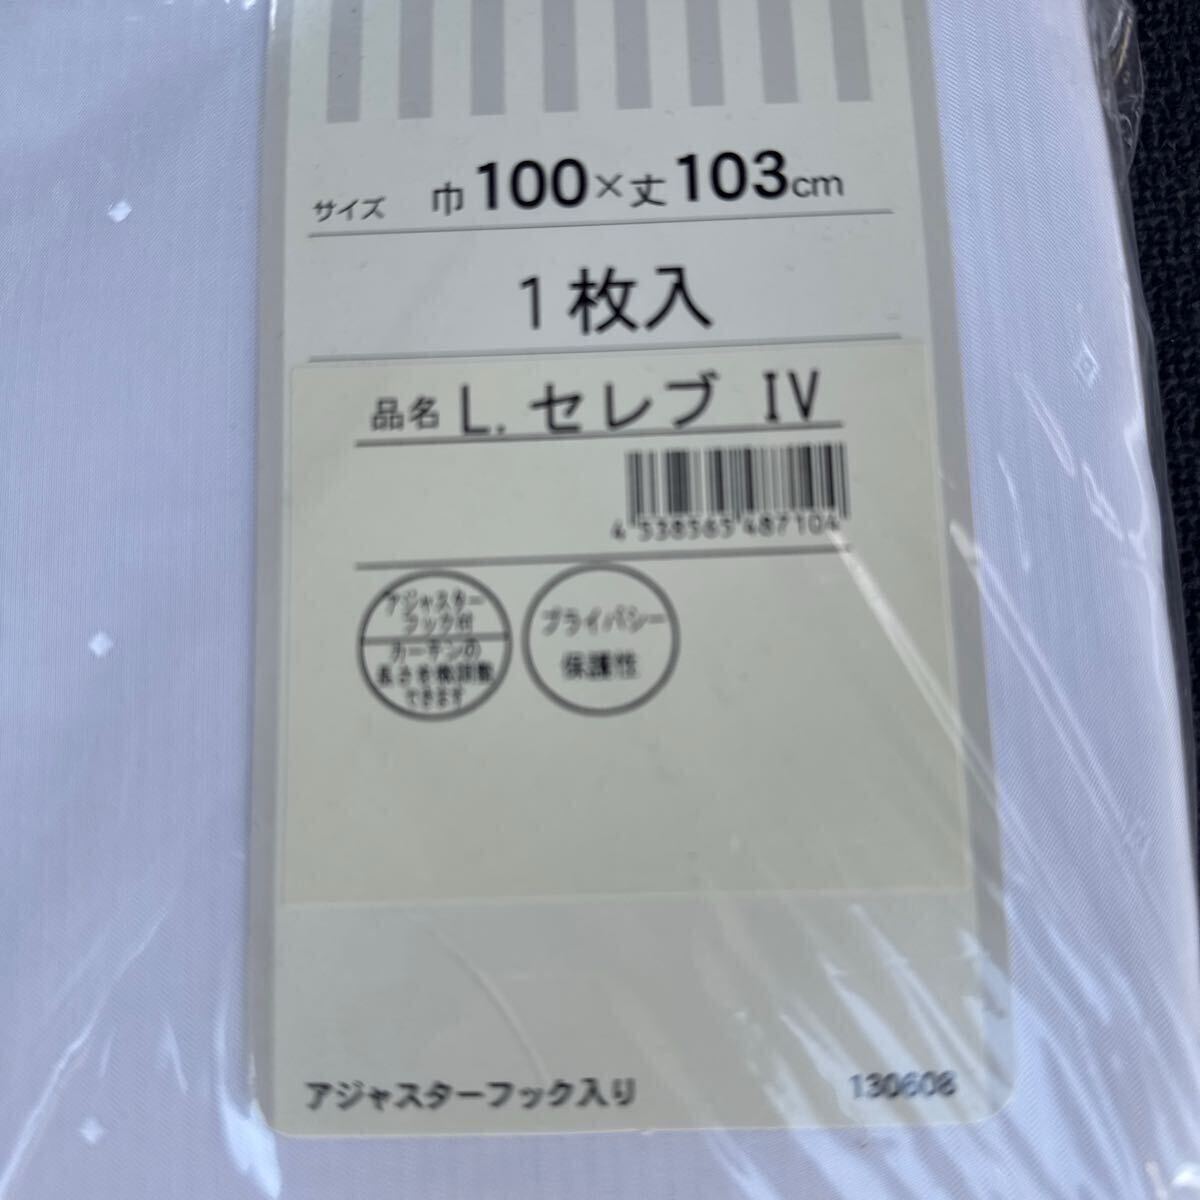 サイズ 巾100×丈103cm
1枚入
品名 L. セレブ IV
4 538565 487104
アジャスター
フック付
カーテンの
長さを微調整
できます
プライバシー
保護性
アジャスターフック入り 130608